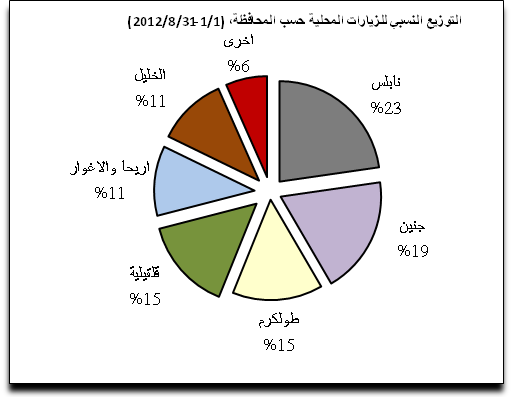 التوزيع النسبي للزيارات المحلية حسب المحافظة، (1/1-2012/8/31)
اخرى
%6
نابلس
%23
جنين
%19
طولكرم
%15
قلقيلية
%15
اريحا والاغوار
%11
الخليل
%11